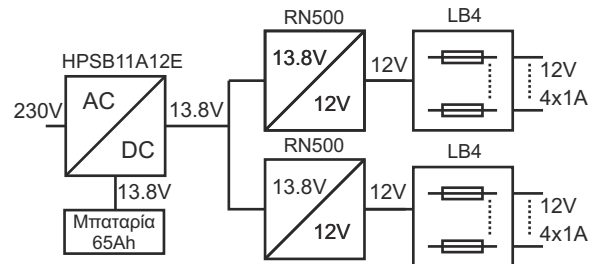 RN500
LB4
HPSB11A12E
13.8V
12V
12V
12V
4x1A
AC
DC
230V
13.8V
13.8V
Μπαταρία
65Ah
RN500
LB4
13.8V
12V
12V
12V
4x1A